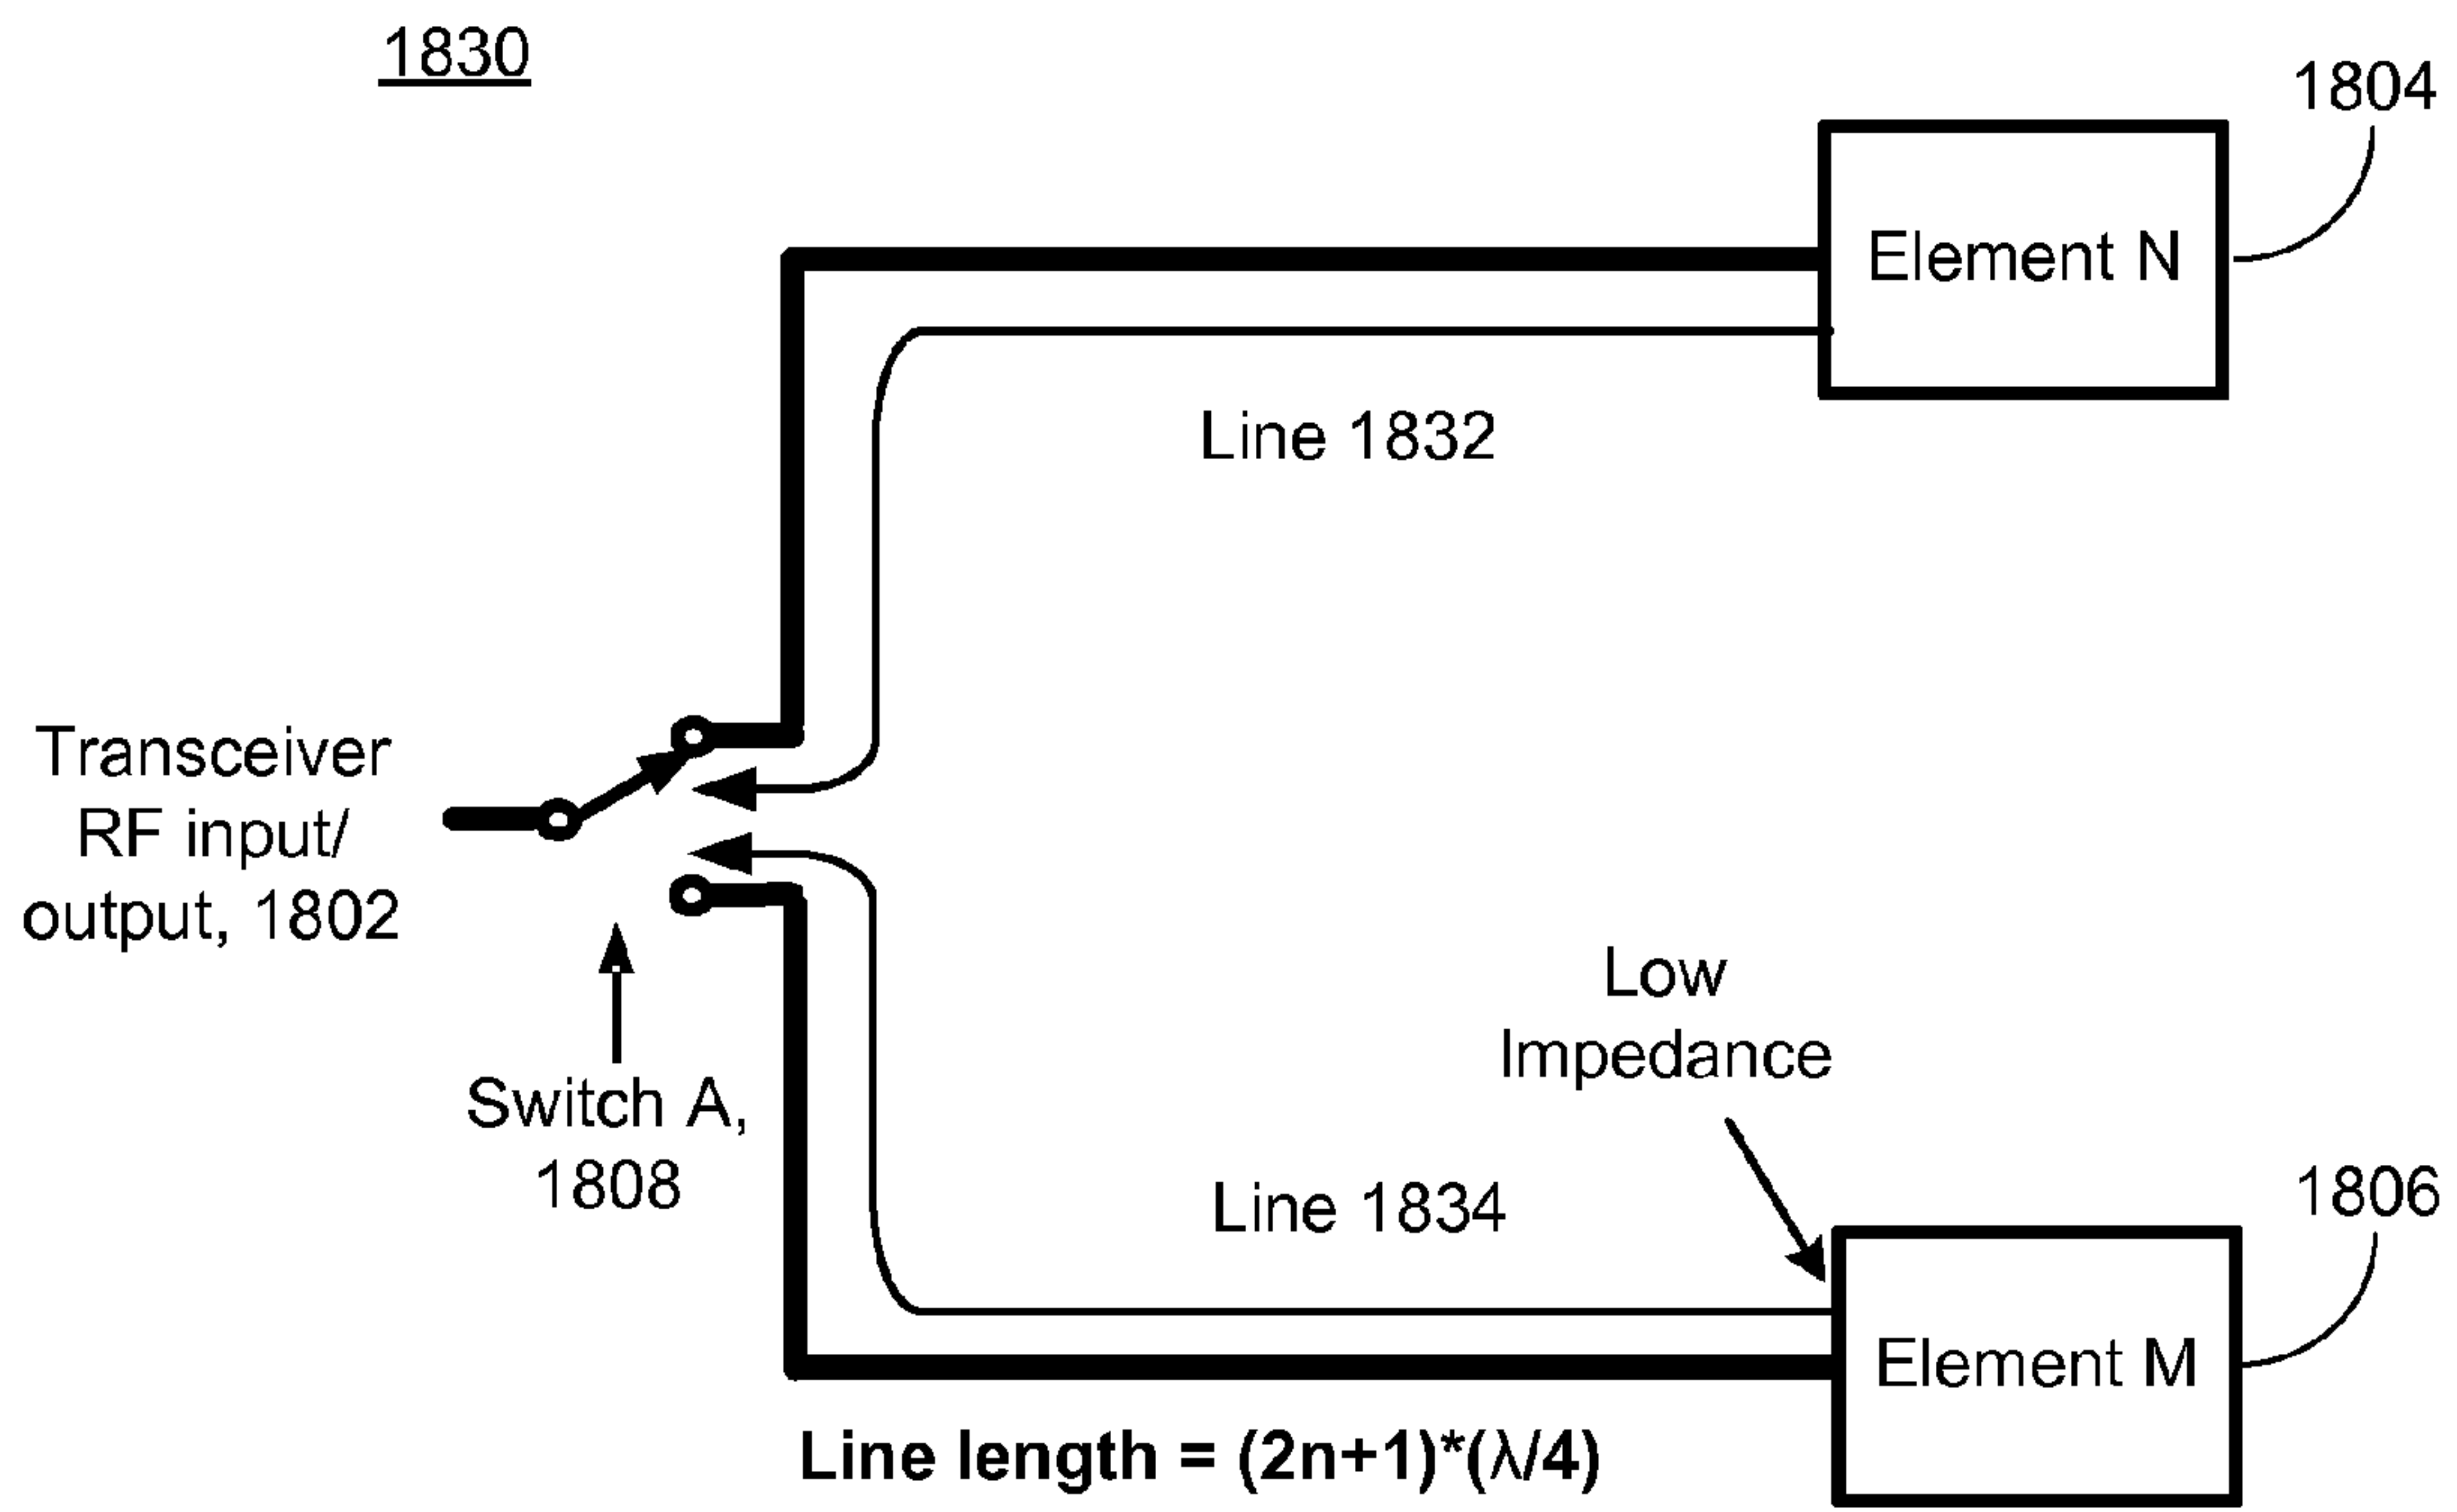 1830
1804
Element N
Line 1832
Transceiver
RF input/
output, 1802
Switch A,
1808
Low
Impedance
Line 1834
1806
Element M
Line length = (2n+1)*(λ/4)